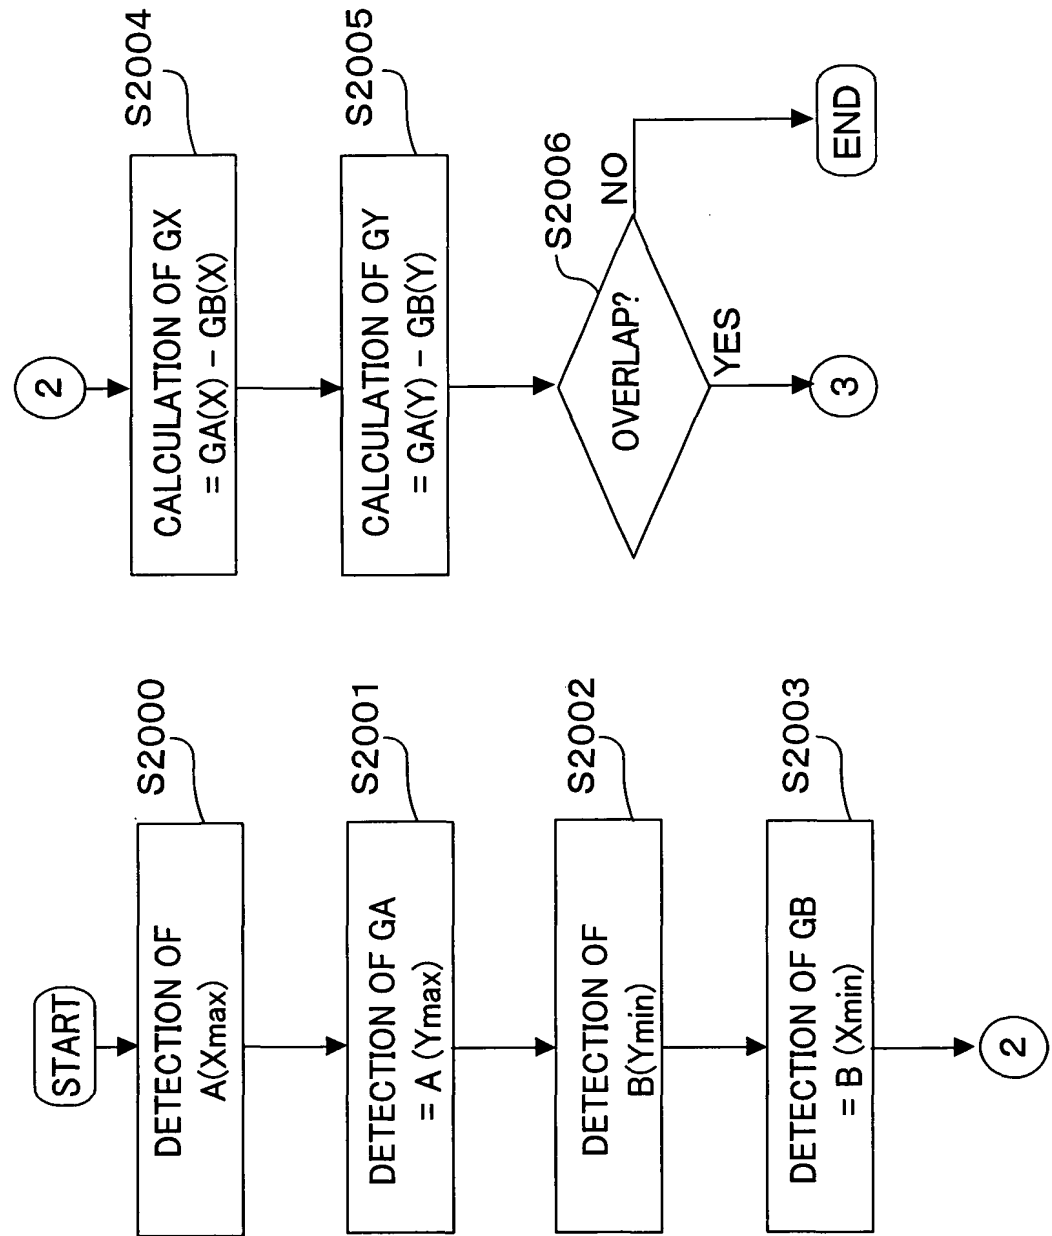 START
DETECTION OF
A(Xmax)
S2000
DETECTION OF GA
= A (Ymax)
S2001
DETECTION OF
B(Ymin)
S2002
DETECTION OF GB
= B (Xmin)
S2003
2
2
CALCULATION OF GX
= GA(X) - GB(X)
S2004
CALCULATION OF GY
= GA(Y) - GB(Y)
S2005
OVERLAP?
S2006
NO
YES
END
3